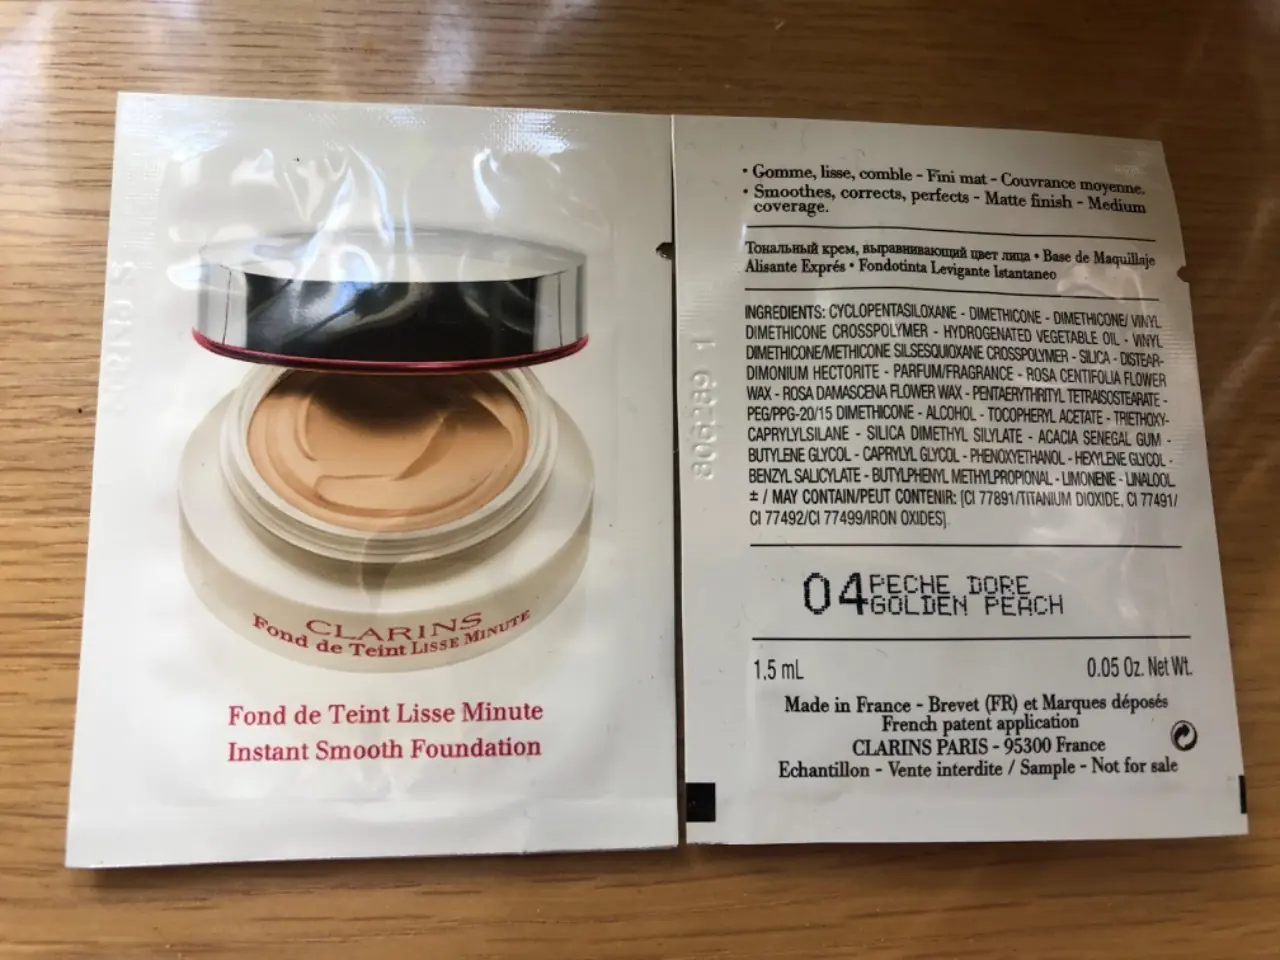 CLARINS
Fond de Teint LISSE MINUTE
Fond de Teint Lisse Minute
Instant Smooth Foundation
• Gomme, lisse, comble - Fini mat - Couvrance moyenne.
• Smoothes, corrects, perfects - Matte finish - Medium
coverage.
Тональный крем, выравнивающий цвет лица • Base de Maquillaje
Alisante Exprés • Fondotinta Levigante Istantaneo
INGREDIENTS: CYCLOPENTASILOXANE - DIMETHICONE - DIMETHICONE/ VINYL
DIMETHICONE CROSSPOLYMER - HYDROGENATED VEGETABLE OIL - VINYL
DIMETHICONE/METHICONE SILSESQUIOXANE CROSSPOLYMER - SILICA - DISTEAR-
DIMONIUM HECTORITE - PARFUM/FRAGRANCE - ROSA CENTIFOLIA FLOWER
WAX - ROSA DAMASCENA FLOWER WAX - PENTAERYTHRITYL TETRAISOSTEARATE -
PEG/PPG-20/15 DIMETHICONE - ALCOHOL - TOCOPHERYL ACETATE - TRIETHOXY-
CAPRYLYLSILANE - SILICA DIMETHYL SILYLATE - ACACIA SENEGAL GUM -
BUTYLENE GLYCOL - CAPRYLYL GLYCOL - PHENOXYETHANOL - HEXYLENE GLYCOL -
BENZYL SALICYLATE - BUTYLPHENYL METHYLPROPIONAL - LIMONENE - LINALOOL
± / MAY CONTAIN/PEUT CONTENIR: [CI 77891/TITANIUM DIOXIDE, CI 77491/
CI 77492/CI 77499/IRON OXIDES].
04 PECHE DORE
GOLDEN PEACH
1.5 mL 0.05 Oz. Net Wt.
Made in France - Brevet (FR) et Marques déposés
French patent application
CLARINS PARIS - 95300 France
Echantillon - Vente interdite / Sample - Not for sale
806289 1